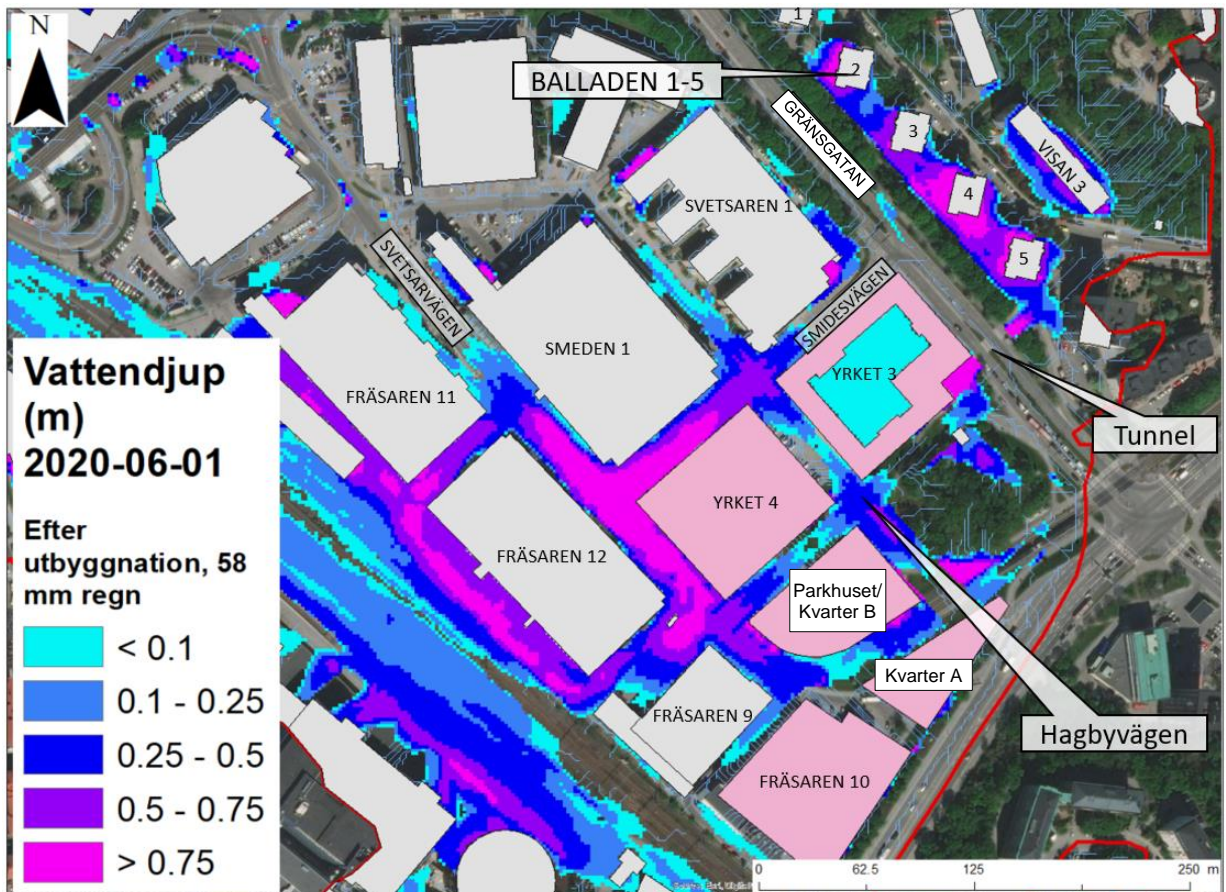 N
1
2
BALLADEN 1-5
GRÄNSGATAN
3
VISAN 3
4
SVETSAREN 1
5
SVETSARVÄGEN
SMIDESVÄGEN
SMEDEN 1
YRKET 3
FRÄSAREN 11
Tunnel
YRKET 4
FRÄSAREN 12
Parkhuset/
Kvarter B
Kvarter A
FRÄSAREN 9
Hagbyvägen
FRÄSAREN 10
Vattendjup
(m)
2020-06-01
Efter
utbyggnation, 58
mm regn
< 0.1
0.1 - 0.25
0.25 - 0.5
0.5 - 0.75
> 0.75
0 62.5 125 250 m